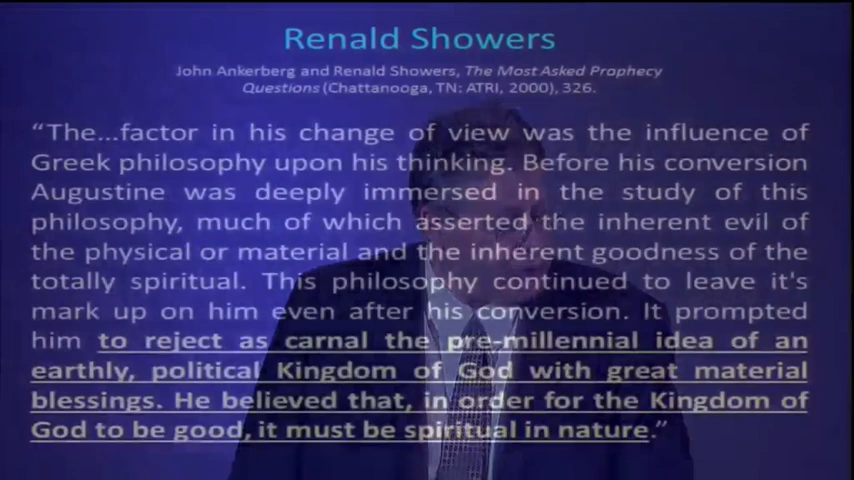 Renald Showers
John Ankerberg and Renald Showers, The Most Asked Prophecy
Questions (Chattanooga, TN: ATRI, 2000), 326.
“The...factor in his change of view was the influence of
Greek philosophy upon his thinking. Before his conversion
Augustine was deeply immersed in the study of this
philosophy, much of which asserted the inherent evil of
the physical or material and the inherent goodness of the
totally spiritual. This philosophy continued to leave it's
mark up on him even after his conversion. It prompted
him to reject as carnal the pre-millennial idea of an
earthly, political Kingdom of God with great material
blessings. He believed that, in order for the Kingdom of
God to be good, it must be spiritual in nature.”